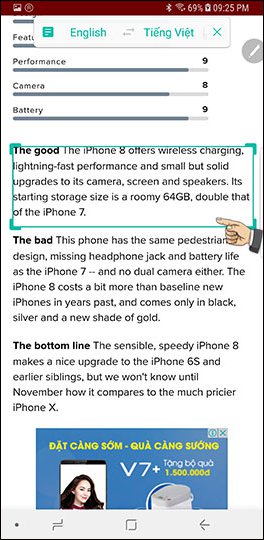 69% 09:25 PM
English Tiếng Việt
Featu
Performance 9
Camera 8
Battery 9
The good The iPhone 8 offers wireless charging,
lightning-fast performance and small but solid
upgrades to its camera, screen and speakers. Its
starting storage size is a roomy 64GB, double that
of the iPhone 7.
The bad This phone has the same pedestrian
design, missing headphone jack and battery life
as the iPhone 7 -- and no dual camera either. The
iPhone 8 costs a bit more than baseline new
iPhones in years past, and comes only in black,
silver and a new shade of gold.
The bottom line The sensible, speedy iPhone 8
makes a nice upgrade to the iPhone 6S and
earlier siblings, but we won't know until
November how it compares to the much pricier
iPhone X.
ĐẶT CÀNG SỚM - QUÀ CÀNG SƯỚNG
V7+ Tặng bộ quà
1.500.000đ